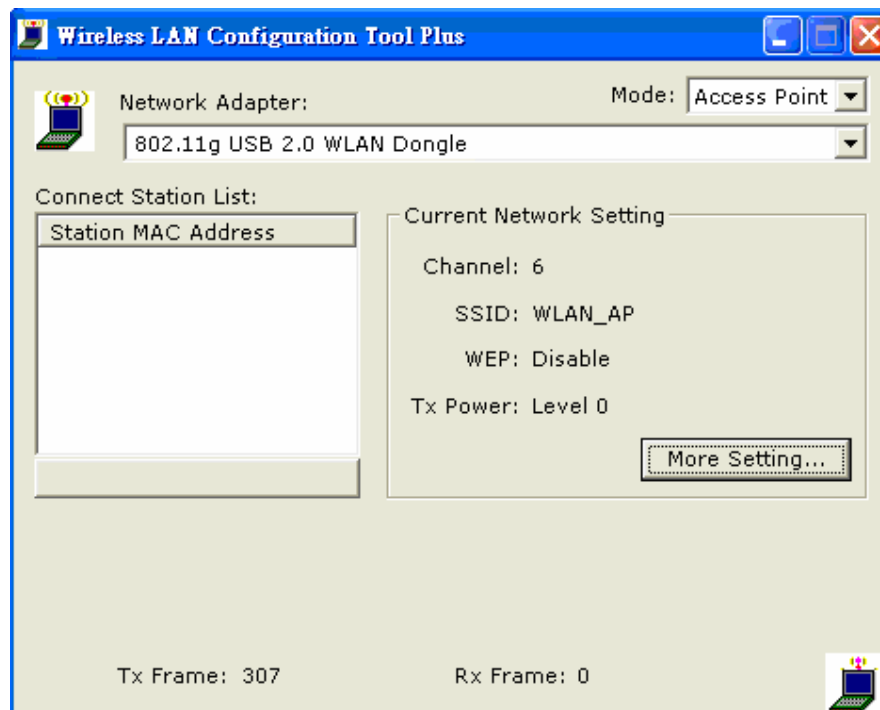 Wireless LAN Configuration Tool Plus
Network Adapter:
Mode: Access Point
802.11g USB 2.0 WLAN Dongle
Connect Station List:
Station MAC Address
Current Network Setting
Channel: 6
SSID: WLAN_AP
WEP: Disable
Tx Power: Level 0
More Setting...
Tx Frame: 307
Rx Frame: 0